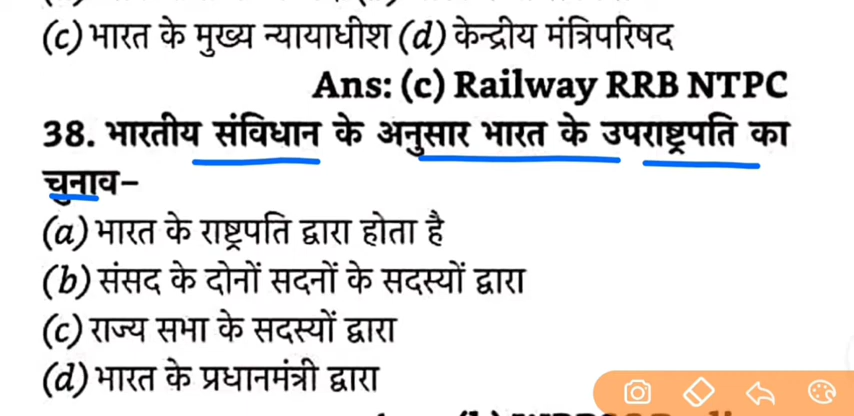 (c) भारत के मुख्य न्यायाधीश (d) केन्द्रीय मंत्रिपरिषद
Ans: (c) Railway RRB NTPC
38. भारतीय संविधान के अनुसार भारत के उपराष्ट्रपति का
चुनाव–
(a) भारत के राष्ट्रपति द्वारा होता है
(b) संसद के दोनों सदनों के सदस्यों द्वारा
(c) राज्य सभा के सदस्यों द्वारा
(d) भारत के प्रधानमंत्री द्वारा